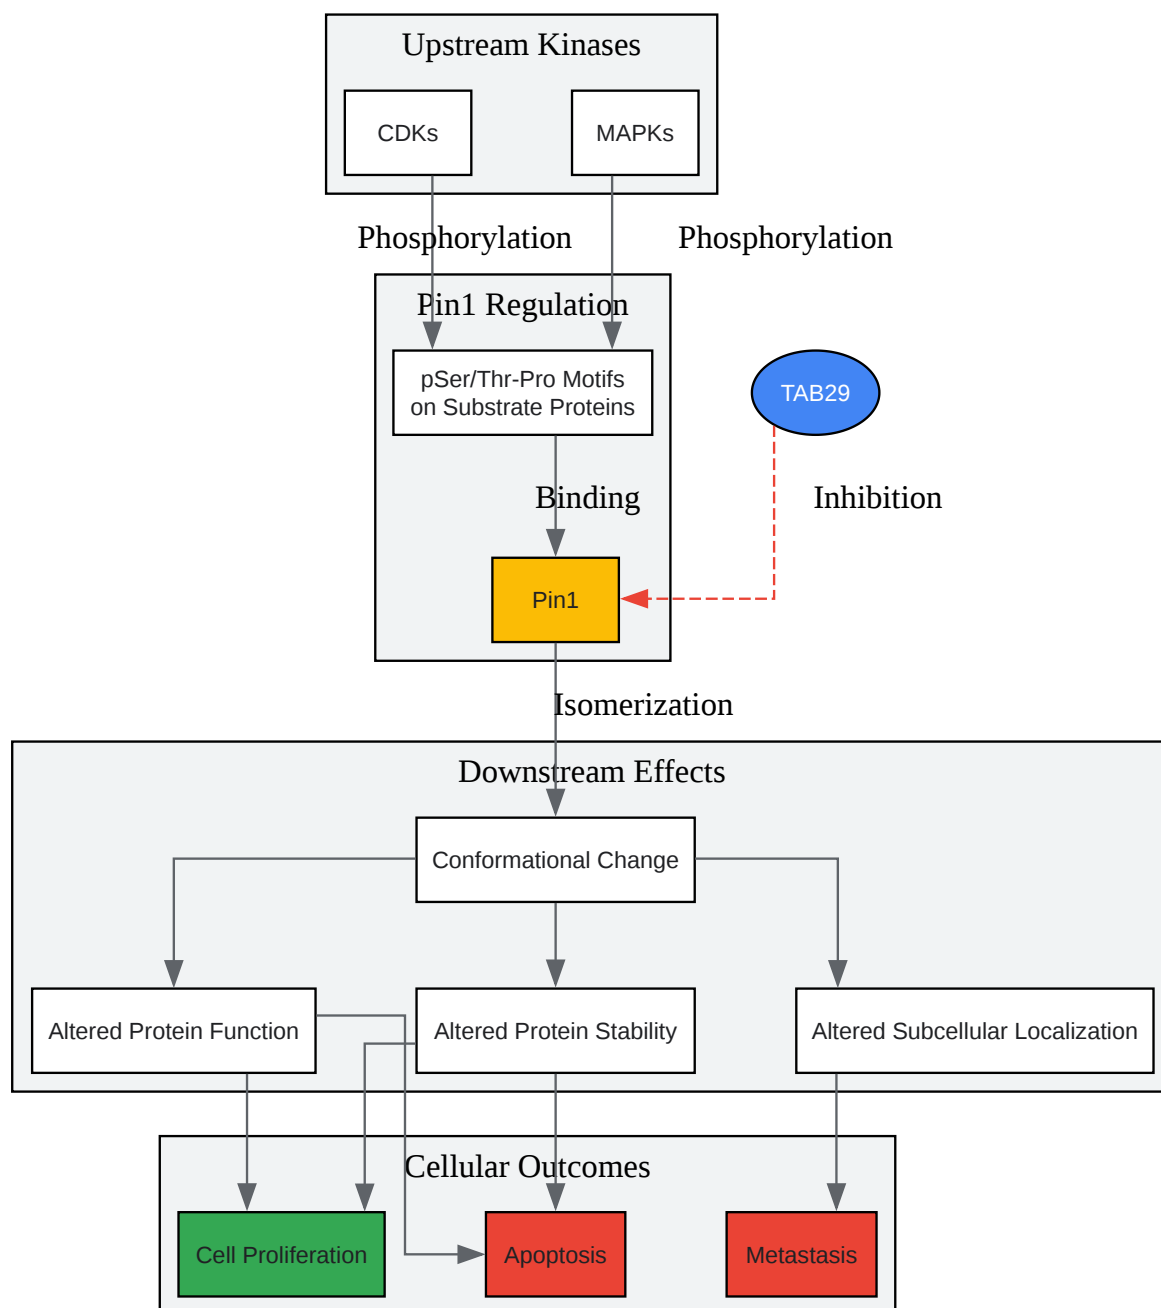 Upstream Kinases
CDKs
MAPKs
Phosphorylation
Phosphorylation
Pin1 Regulation
pSer/Thr-Pro Motifs
on Substrate Proteins
TAB29
Binding
Inhibition
Pin1
Isomerization
Downstream Effects
Conformational Change
Altered Protein Function
Altered Protein Stability
Altered Subcellular Localization
Cellular Outcomes
Cell Proliferation
Apoptosis
Metastasis